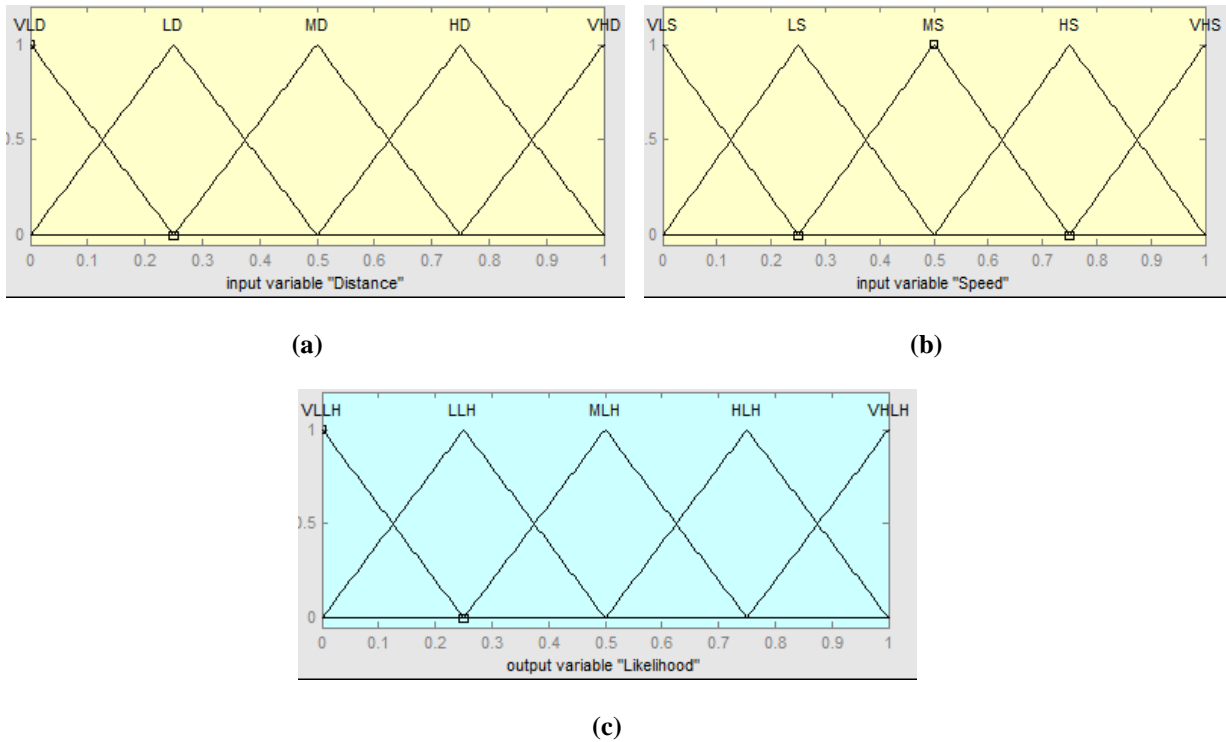 VLD LD MD HD VHD
1
0.5
0
0 0.1 0.2 0.3 0.4 0.5 0.6 0.7 0.8 0.9 1
input variable "Distance"
(a)
VLS LS MS HS VHS
1
.5
0
0 0.1 0.2 0.3 0.4 0.5 0.6 0.7 0.8 0.9 1
input variable "Speed"
(b)
VLLH LLH MLH HLH VHLH
1
0.5
0
0 0.1 0.2 0.3 0.4 0.5 0.6 0.7 0.8 0.9 1
output variable "Likelihood"
(c)